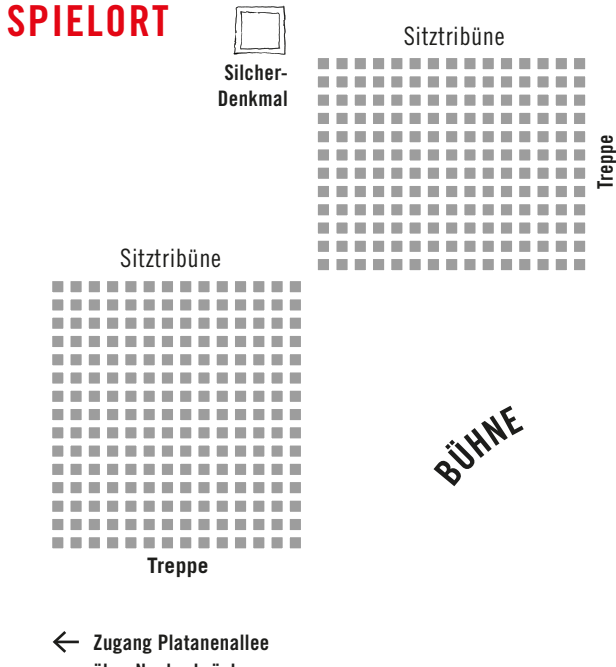 SPIELORT
Silcher-
Denkmal
Sitztribüne
Treppe
Sitztribüne
BÜHNE
Treppe
← Zugang Platanenallee